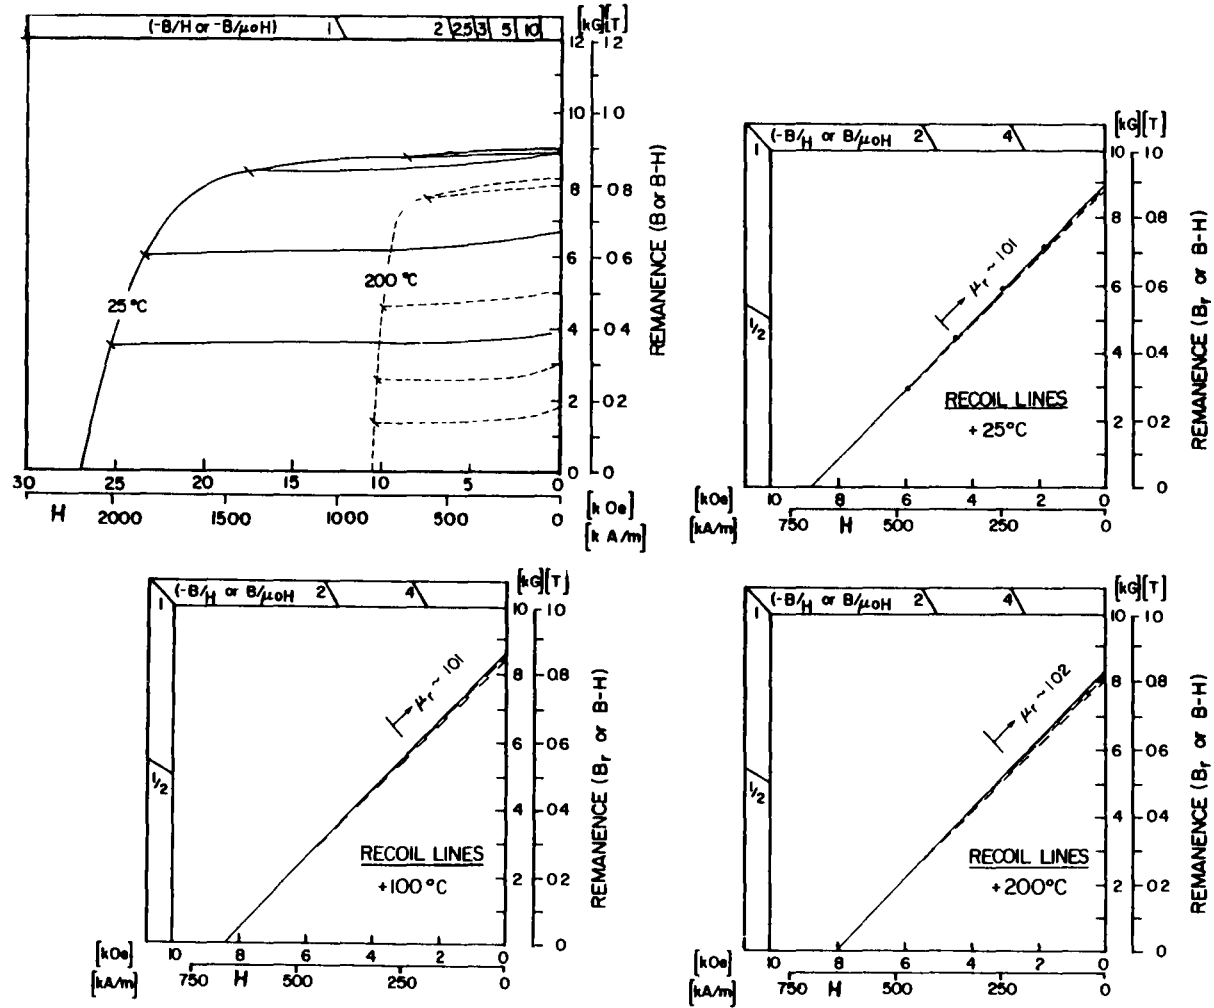 (-B/H or -B/μoH) 1 2 2.5 3 5 10 [kG] [T]
12 1.2
10 1.0
8 0.8
6 0.6
4 0.4
2 0.2
0 0
REMANENCE (B or B-H)
25 °C
200 °C
30 25 20 15 10 5 0
[k Oe]
H 2000 1500 1000 500 0
[k A/m]
(-B/H or B/μoH 2 4 [kG] [T]
1
10 1.0
8 0.8
6 0.6
4 0.4
2 0.2
0 0
1/2
μr ~ 1.01
RECOIL LINES
+25°C
REMANENCE (Br or B-H)
[kOe] 10 8 6 4 2 0
[kA/m] 750 H 500 250 0
(-B/H or B/μoH 2 4 [kG] [T]
1
10 1.0
8 0.8
6 0.6
4 0.4
2 0.2
0 0
1/2
μr ~ 1.01
RECOIL LINES
+100°C
REMANENCE (Br or B-H)
[kOe] 10 8 6 4 2 0
[kA/m] 750 H 500 250 0
(-B/H or B/μoH 2 4 [kG] [T]
1
10 1.0
8 0.8
6 0.6
4 0.4
2 0.2
0 0
1/2
μr ~ 1.02
RECOIL LINES
+200°C
REMANENCE (Br or B-H)
[kOe] 10 8 6 4 2 0
[kA/m] 750 H 500 250 0